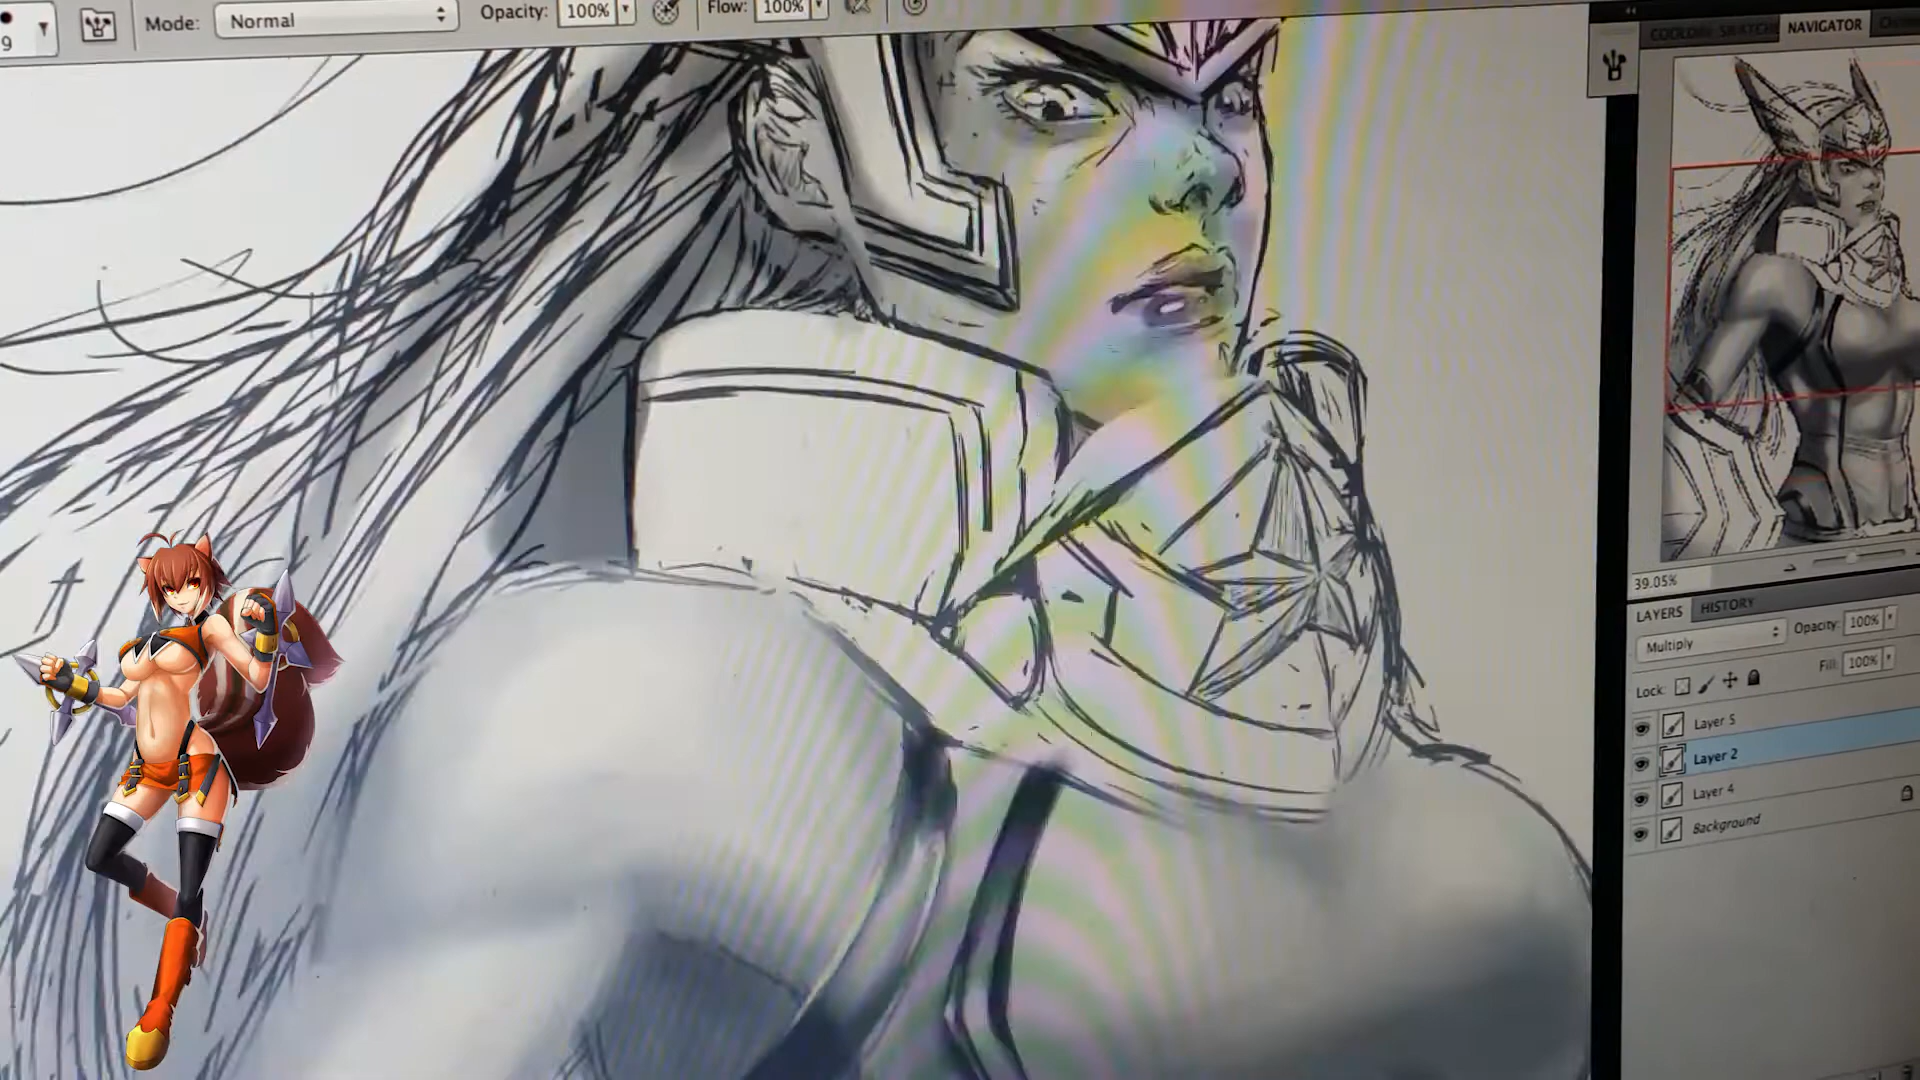 9
Mode: Normal Opacity: 100% Flow: 100%
NAVIGATOR
39.05%
LAYERS HISTORY
Multiply Opacity: 100%
Lock: Fill: 100%
Layer 5
Layer 2
Layer 4
Background